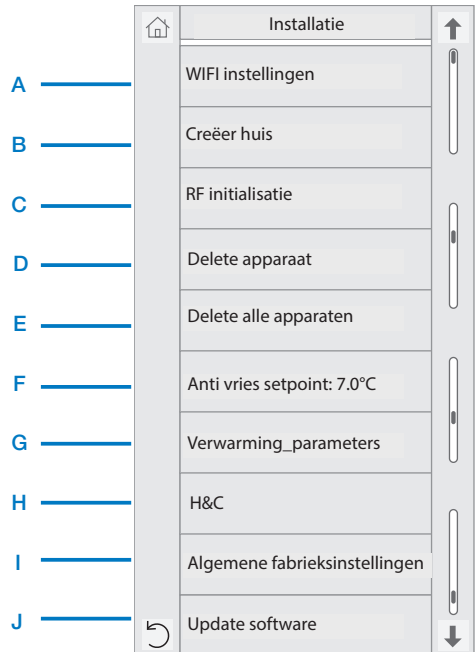 Installatie
A WIFI instellingen
B Creëer huis
C RF initialisatie
D Delete apparaat
E Delete alle apparaten
F Anti vries setpoint: 7.0°C
G Verwarming_parameters
H H&C
I Algemene fabrieksinstellingen
J Update software